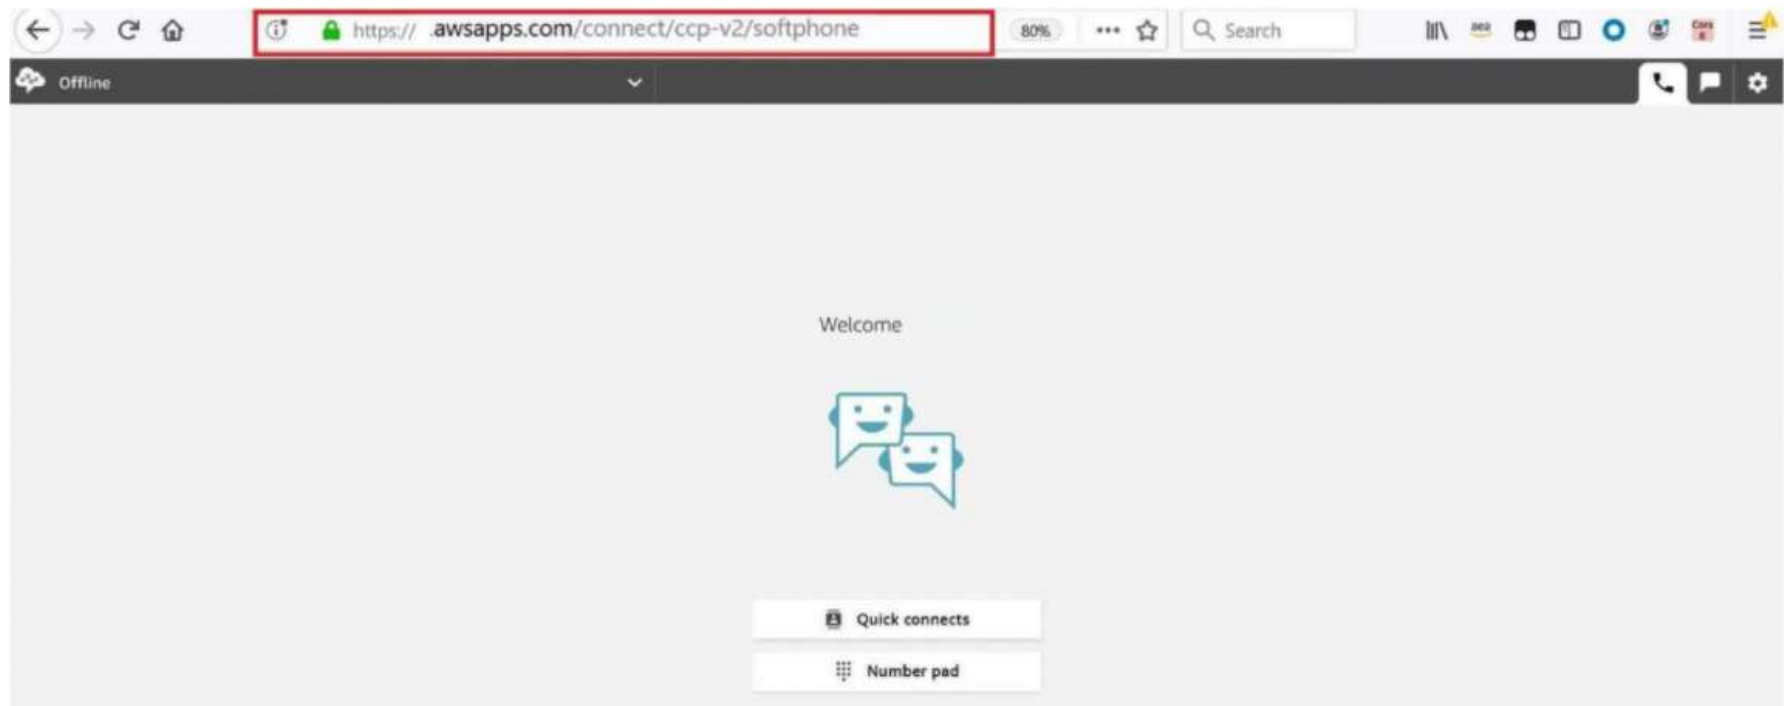 https:// .awsapps.com/connect/ccp-v2/softphone
80%
Search
Offline
Welcome
Quick connects
Number pad